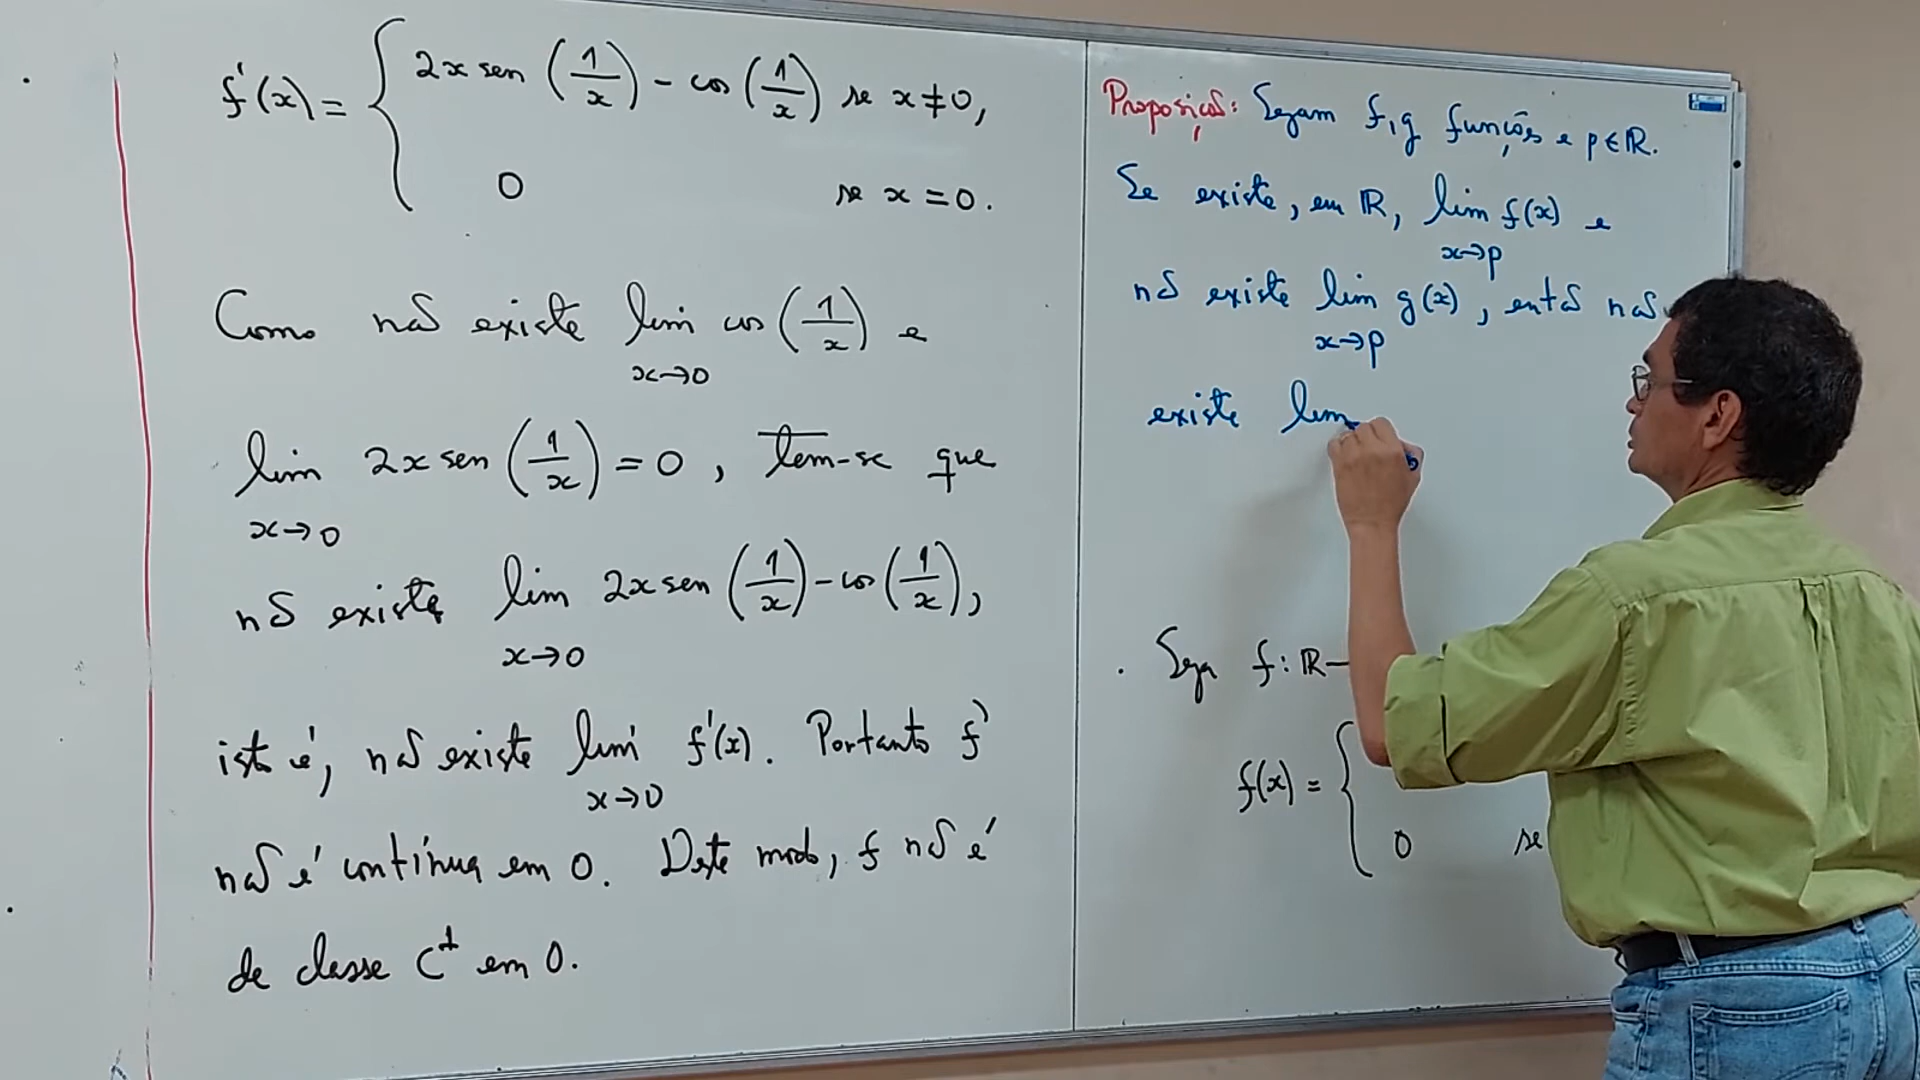 f'(x) = { 2x sen (1/x) - cos (1/x) se x ≠ 0,
0 se x = 0.
Como não existe lim x→0 cos (1/x) e
lim x→0 2x sen (1/x) = 0, tem-se que
não existe lim x→0 2x sen (1/x) - cos (1/x),
isto é, não existe lim x→0 f'(x). Portanto f'
não é contínua em 0. Deste modo, f não é
de classe C¹ em 0.
Proposição: Sejam f, g funções e p ∈ ℝ.
Se existe, em ℝ, lim x→p f(x) e
não existe lim x→p g(x), então não
existe lim
. Seja f: ℝ
f(x) = {
0 se